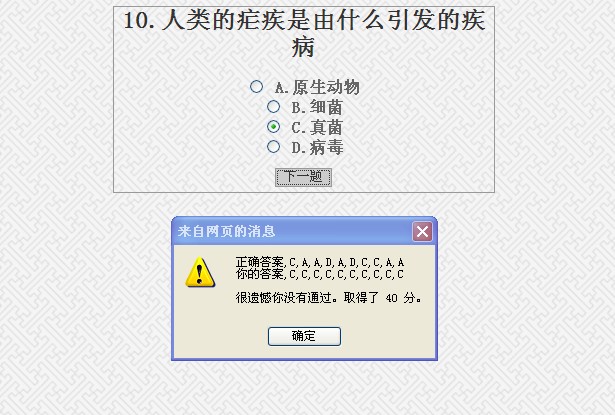 10.人类的疟疾是由什么引发的疾
病
A.原生动物
B.细菌
C.真菌
D.病毒
下一题
来自网页的消息
正确答案,C,A,A,D,A,D,C,C,A,A
你的答案,C,C,C,C,C,C,C,C,C,C
很遗憾你没有通过。取得了 40 分。
确定